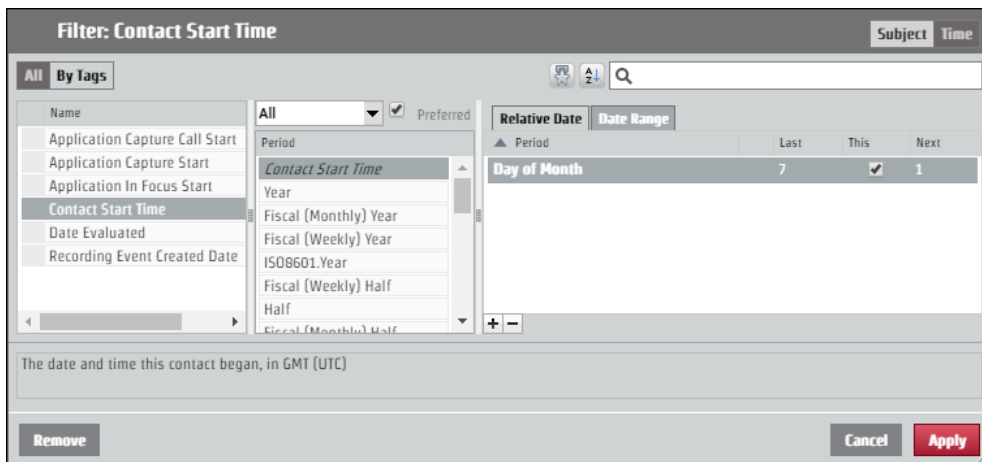 Filter: Contact Start Time
Subject Time
All By Tags
Name
Application Capture Call Start
Application Capture Start
Application In Focus Start
Contact Start Time
Date Evaluated
Recording Event Created Date
All Preferred
Period
Contact Start Time
Year
Fiscal (Monthly) Year
Fiscal (Weekly) Year
ISO8601.Year
Fiscal (Weekly) Half
Half
Fiscal (Monthly) Half
Relative Date Date Range
Period Last This Next
Day of Month 7 1
The date and time this contact began, in GMT (UTC)
Remove Cancel Apply